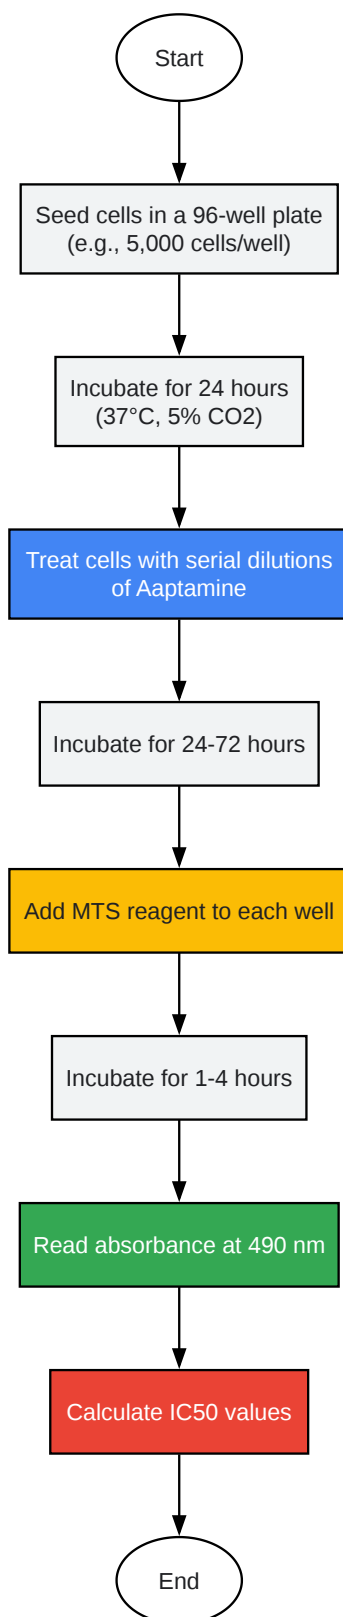 Start
Seed cells in a 96-well plate
(e.g., 5,000 cells/well)
Incubate for 24 hours
(37°C, 5% CO2)
Treat cells with serial dilutions
of Aaptamine
Incubate for 24-72 hours
Add MTS reagent to each well
Incubate for 1-4 hours
Read absorbance at 490 nm
Calculate IC50 values
End